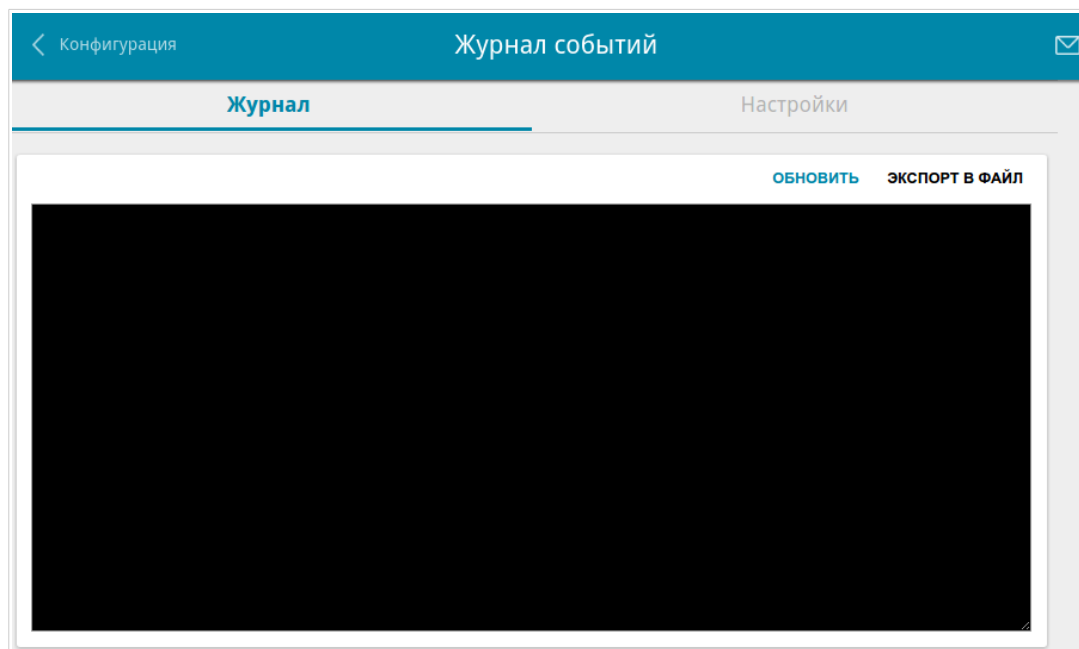 Конфигурация
Журнал событий
Журнал
Настройки
ОБНОВИТЬ ЭКСПОРТ В ФАЙЛ